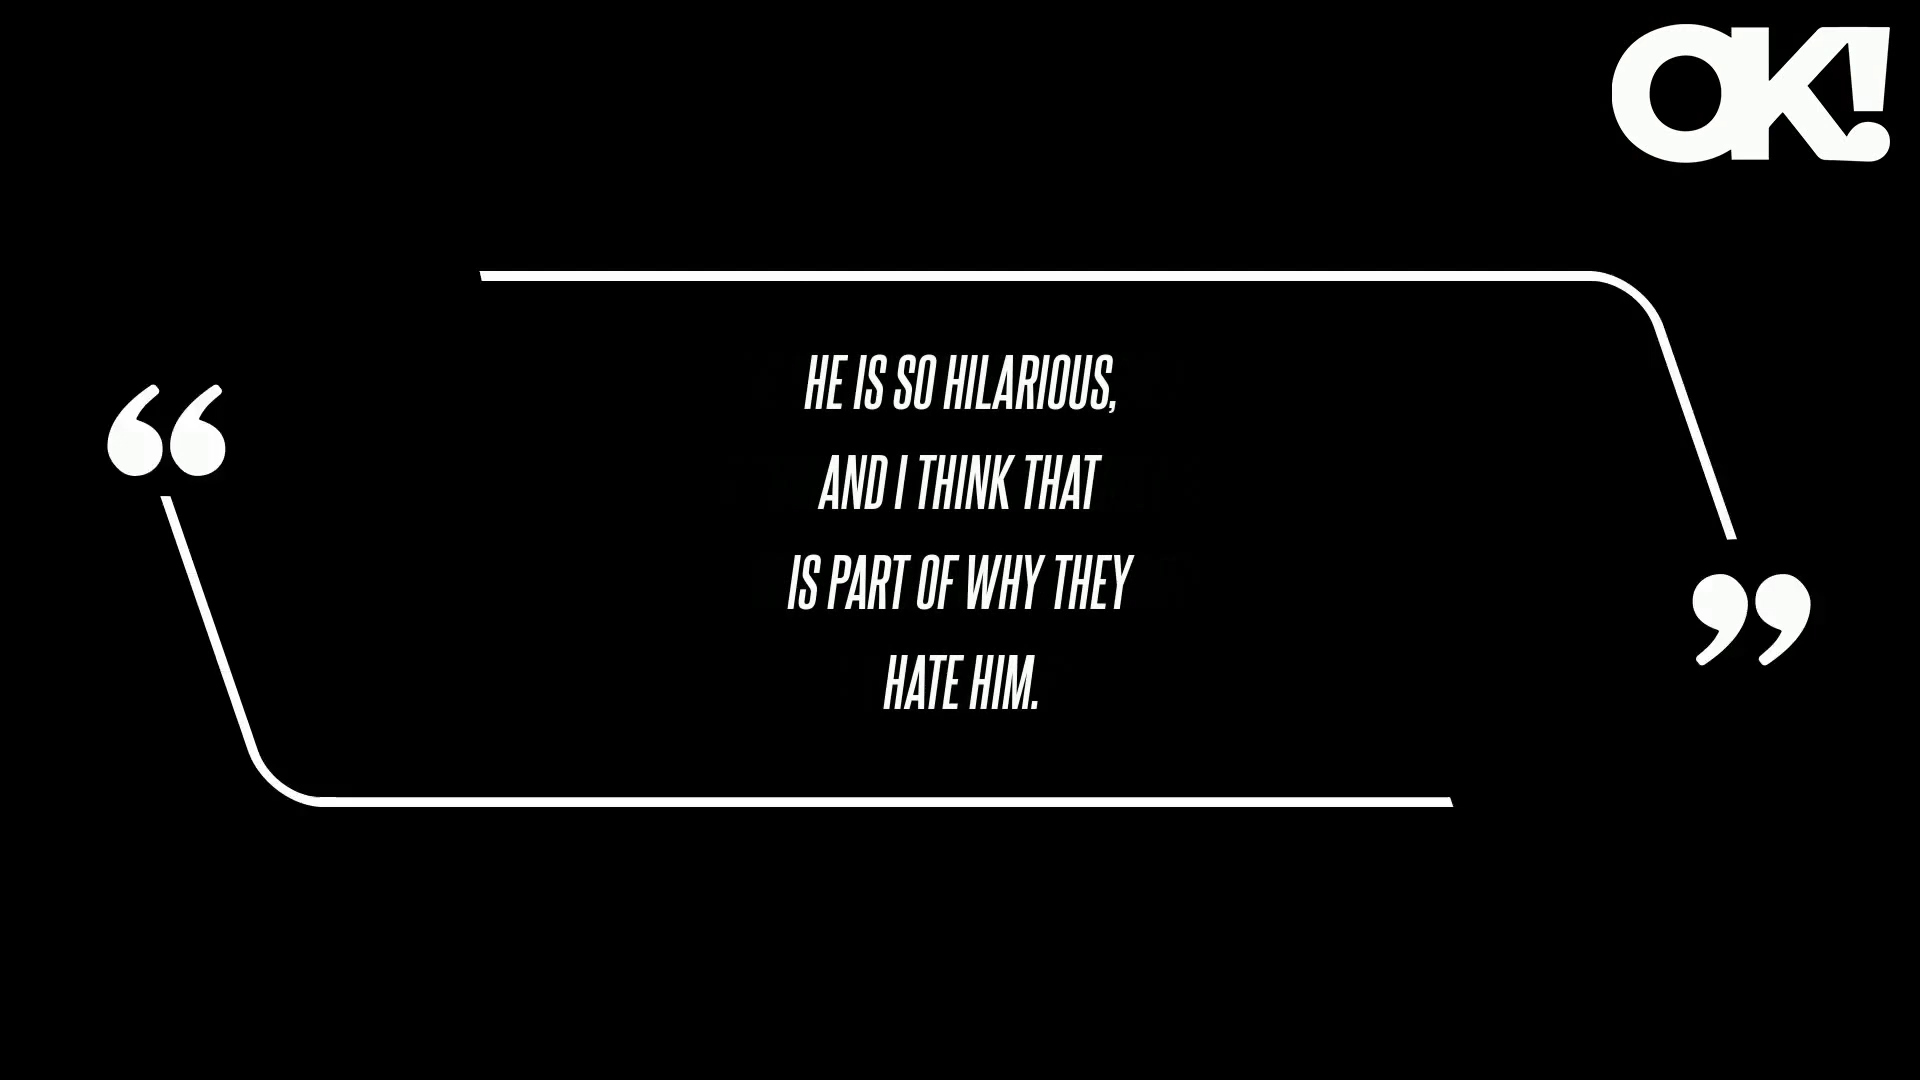 OK!
“
HE IS SO HILARIOUS,
AND I THINK THAT
IS PART OF WHY THEY
HATE HIM.
”